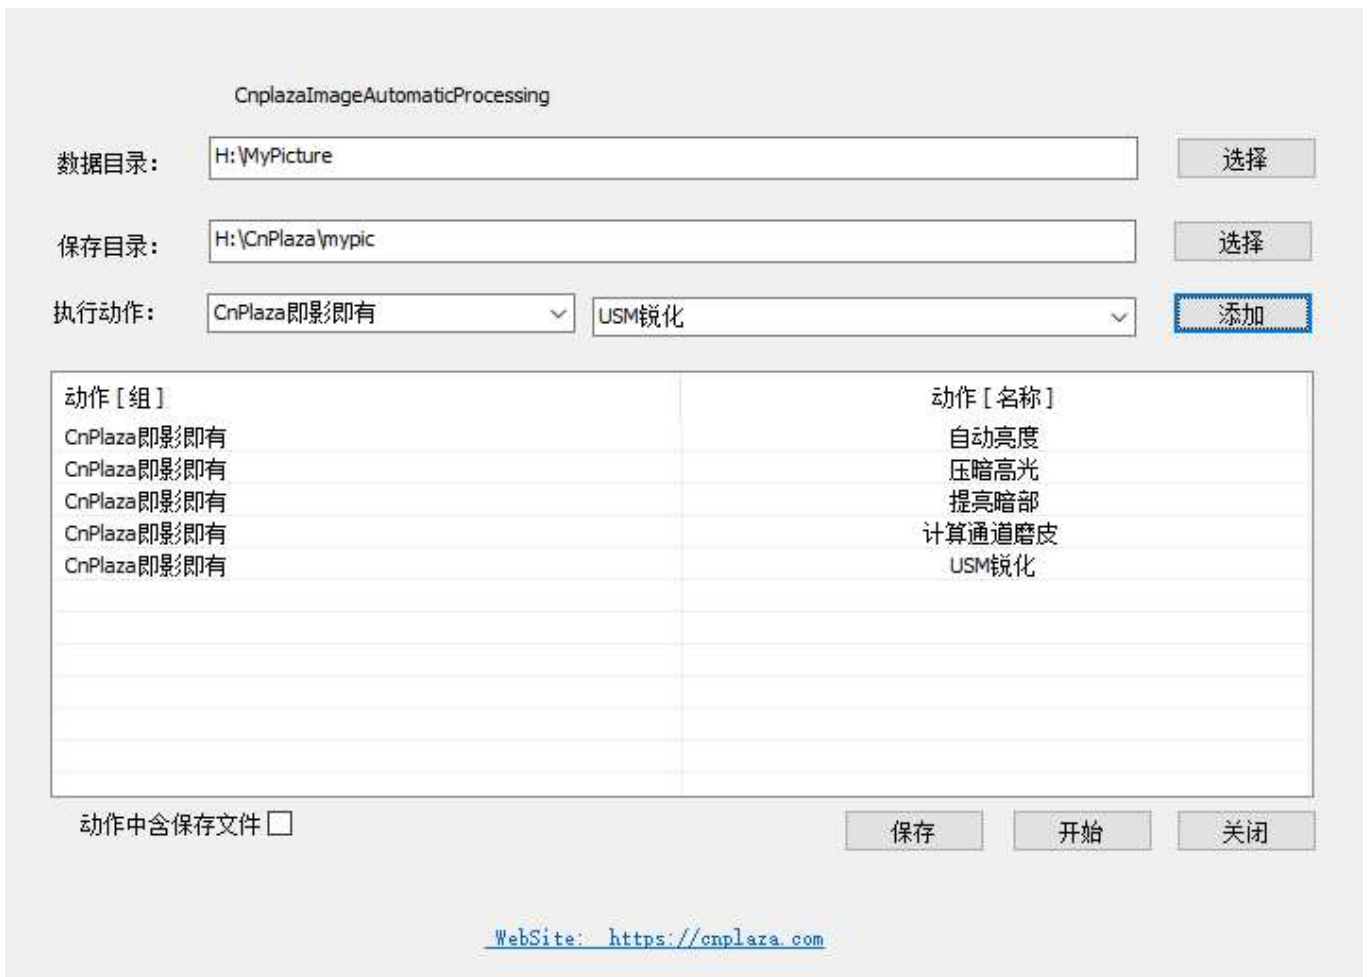 CnplazaImageAutomaticProcessing
数据目录: H:\MyPicture 选择
保存目录: H:\CnPlaza\mypic 选择
执行动作: CnPlaza即影即有 USM锐化 添加
动作[组] 动作[名称]
CnPlaza即影即有 自动亮度
CnPlaza即影即有 压暗高光
CnPlaza即影即有 提亮暗部
CnPlaza即影即有 计算通道磨皮
CnPlaza即影即有 USM锐化
动作中含保存文件 保存 开始 关闭
WebSite: https://cnplaza.com